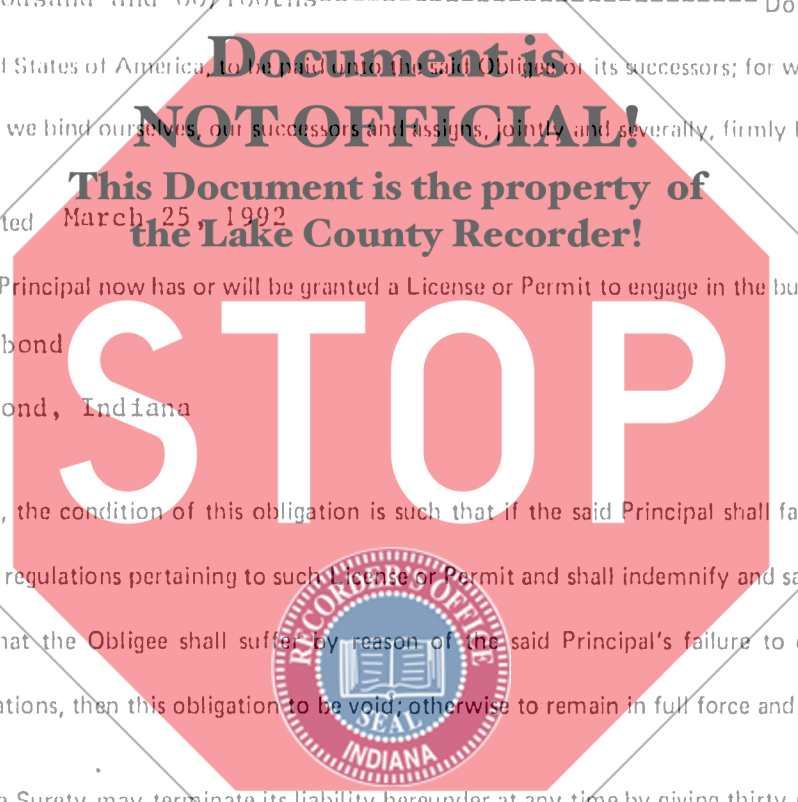 ousand and 00/100ths
Do
Document is
d States of America, to be paid unto the said Obligee or its successors; for w
NOT OFFICIAL!
we bind ourselves, our successors and assigns, jointly and severally, firmly b
This Document is the property of
ted March 25, 1992
the Lake County Recorder!
Principal now has or will be granted a License or Permit to engage in the bu
STOP
bond
ond, Indiana
, the condition of this obligation is such that if the said Principal shall fa
regulations pertaining to such License or Permit and shall indemnify and sa
RECORDER'S OFFICE
hat the Obligee shall suffer by reason of the said Principal's failure to
ations, then this obligation to be void; otherwise to remain in full force and
SEAL
INDIANA
e Surety may terminate its liability hereunder at any time by giving thirty